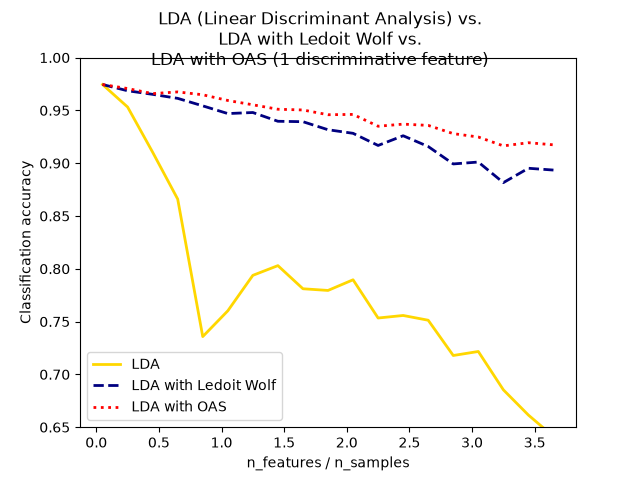 LDA (Linear Discriminant Analysis) vs.
LDA with Ledoit Wolf vs.
LDA with OAS (1 discriminative feature)
1.00
0.95
0.90
0.85
0.80
0.75
0.70
0.65
Classification accuracy
LDA
LDA with Ledoit Wolf
LDA with OAS
0.0 0.5 1.0 1.5 2.0 2.5 3.0 3.5
n_features / n_samples